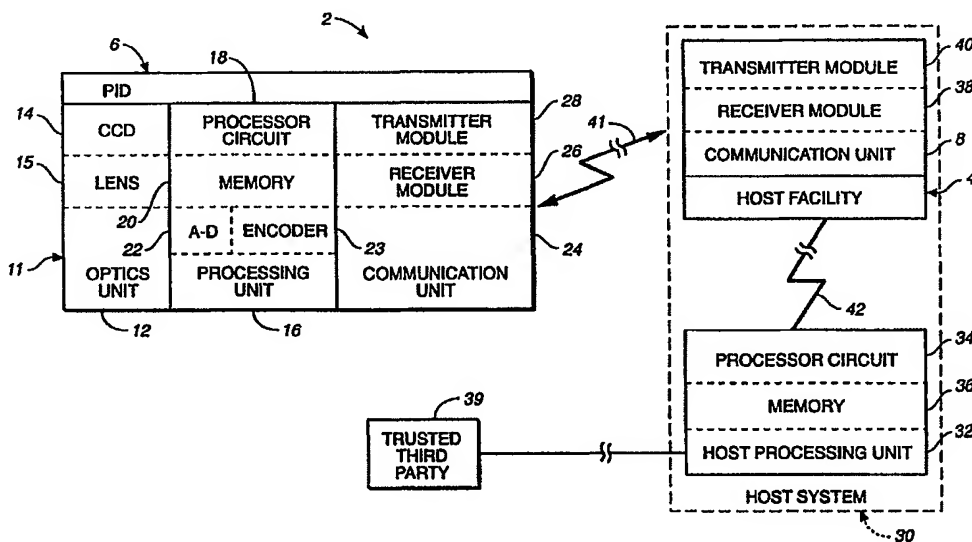 2
6
18
PID
14
CCD
PROCESSOR
CIRCUIT
TRANSMITTER
MODULE
28
15
LENS
MEMORY
RECEIVER
MODULE
26
20
22
A-D
ENCODER
23
24
11
OPTICS
UNIT
PROCESSING
UNIT
COMMUNICATION
UNIT
12
16
41
TRANSMITTER MODULE
40
RECEIVER MODULE
38
COMMUNICATION UNIT
8
HOST FACILITY
4
42
PROCESSOR CIRCUIT
34
MEMORY
36
HOST PROCESSING UNIT
32
HOST SYSTEM
30
39
TRUSTED
THIRD
PARTY